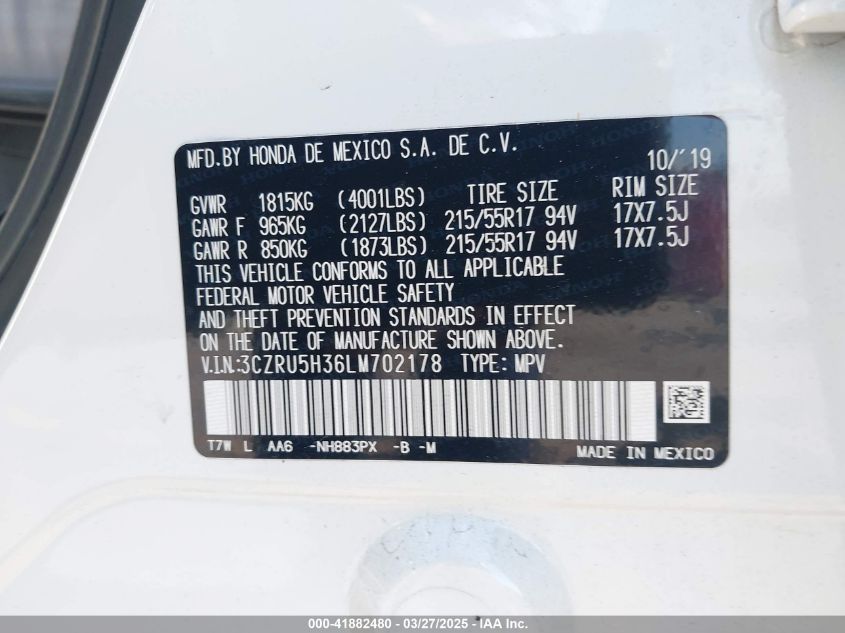 MFD.BY HONDA DE MEXICO S.A. DE C.V. 10/'19
GVWR 1815KG (4001LBS) TIRE SIZE RIM SIZE
GAWR F 965KG (2127LBS) 215/55R17 94V 17X7.5J
GAWR R 850KG (1873LBS) 215/55R17 94V 17X7.5J
THIS VEHICLE CONFORMS TO ALL APPLICABLE
FEDERAL MOTOR VEHICLE SAFETY
AND THEFT PREVENTION STANDARDS IN EFFECT
ON THE DATE OF MANUFACTURE SHOWN ABOVE.
V.I.N.:3CZRU5H36LM702178 TYPE: MPV
T7W L AA6 -NH883PX -B -M MADE IN MEXICO
000-41882480 - 03/27/2025 - IAA Inc.